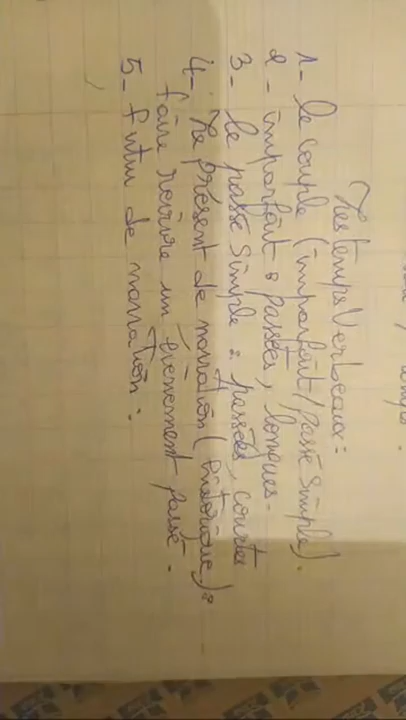 Les temps Verbeaux :
1- le couple (imparfait / passé simple).
2 - imparfait : passées, longues -
3 - le passé simple : passées, courtes
4- Le présent de narration (historique) :
faire revivre un événement passé.
5- futur de narration :